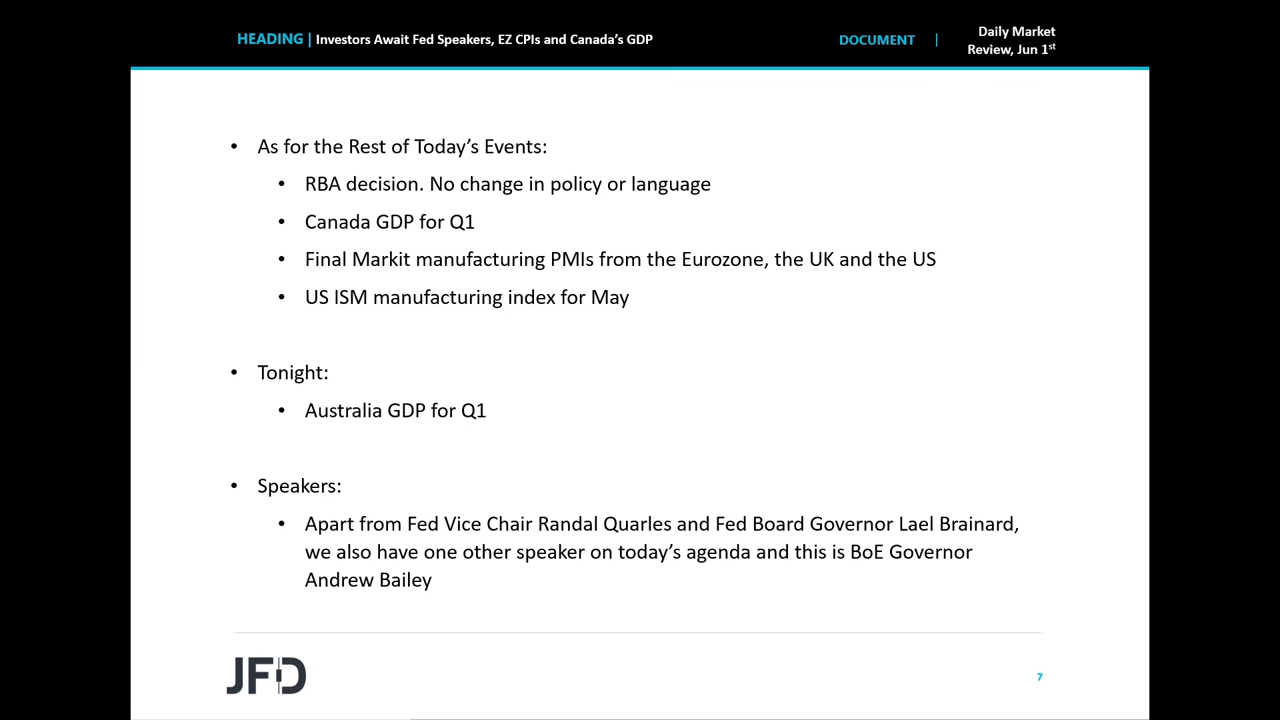 HEADING | Investors Await Fed Speakers, EZ CPIs and Canada's GDP
DOCUMENT |
Daily Market
Review, Jun 1st
• As for the Rest of Today's Events:
• RBA decision. No change in policy or language
• Canada GDP for Q1
• Final Markit manufacturing PMIs from the Eurozone, the UK and the US
• US ISM manufacturing index for May
• Tonight:
• Australia GDP for Q1
• Speakers:
• Apart from Fed Vice Chair Randal Quarles and Fed Board Governor Lael Brainard,
we also have one other speaker on today's agenda and this is BoE Governor
Andrew Bailey
JFD
7